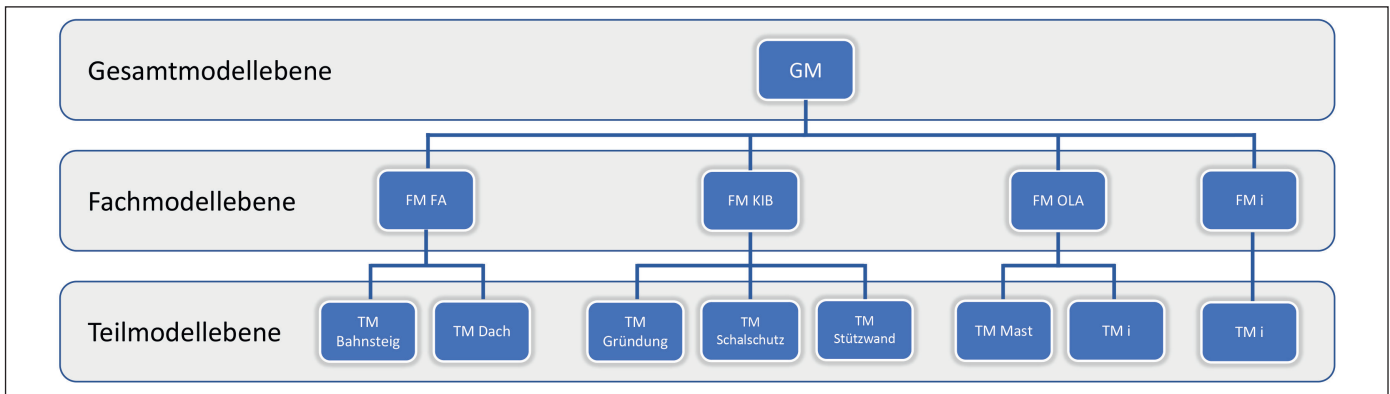 Gesamtmodellebene
GM
Fachmodellebene
FM FA
FM KIB
FM OLA
FM i
Teilmodellebene
TM
Bahnsteig
TM Dach
TM
Gründung
TM
Schalschutz
TM
Stützwand
TM Mast
TM i
TM i